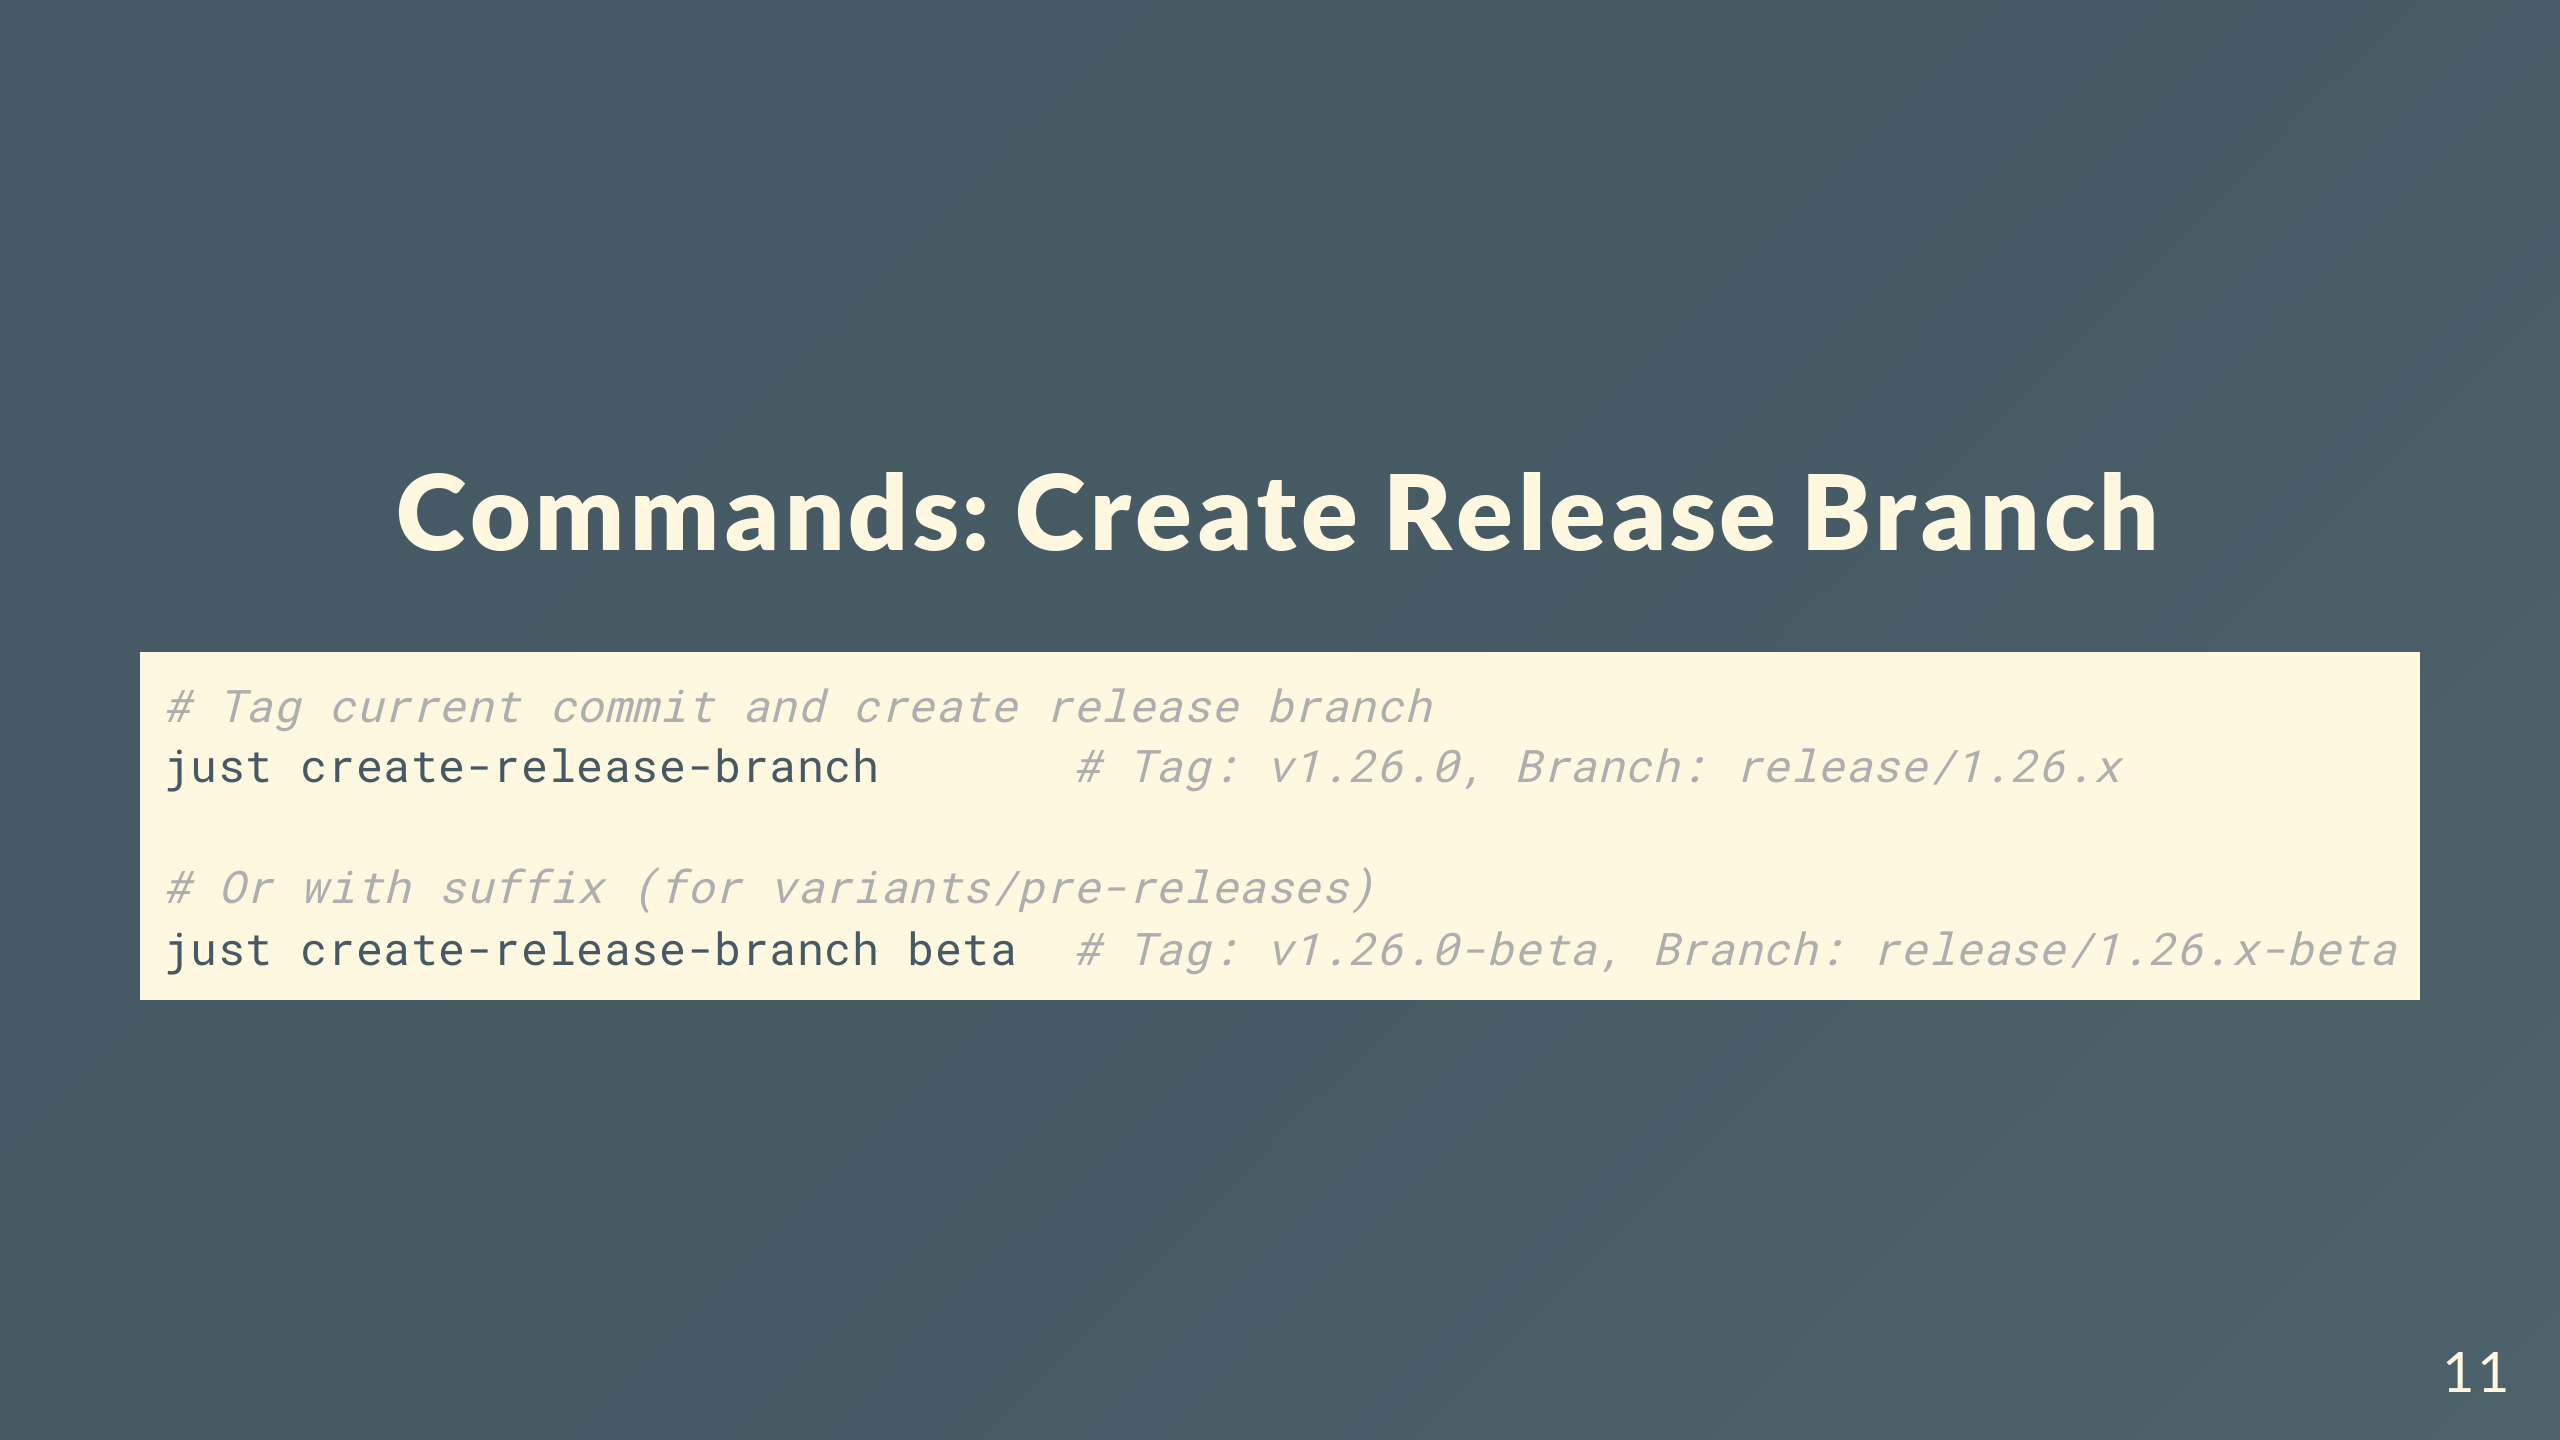 Commands: Create Release Branch
# Tag current commit and create release branch
just create-release-branch       # Tag: v1.26.0, Branch: release/1.26.x
# Or with suffix (for variants/pre-releases)
just create-release-branch beta  # Tag: v1.26.0-beta, Branch: release/1.26.x-beta
11